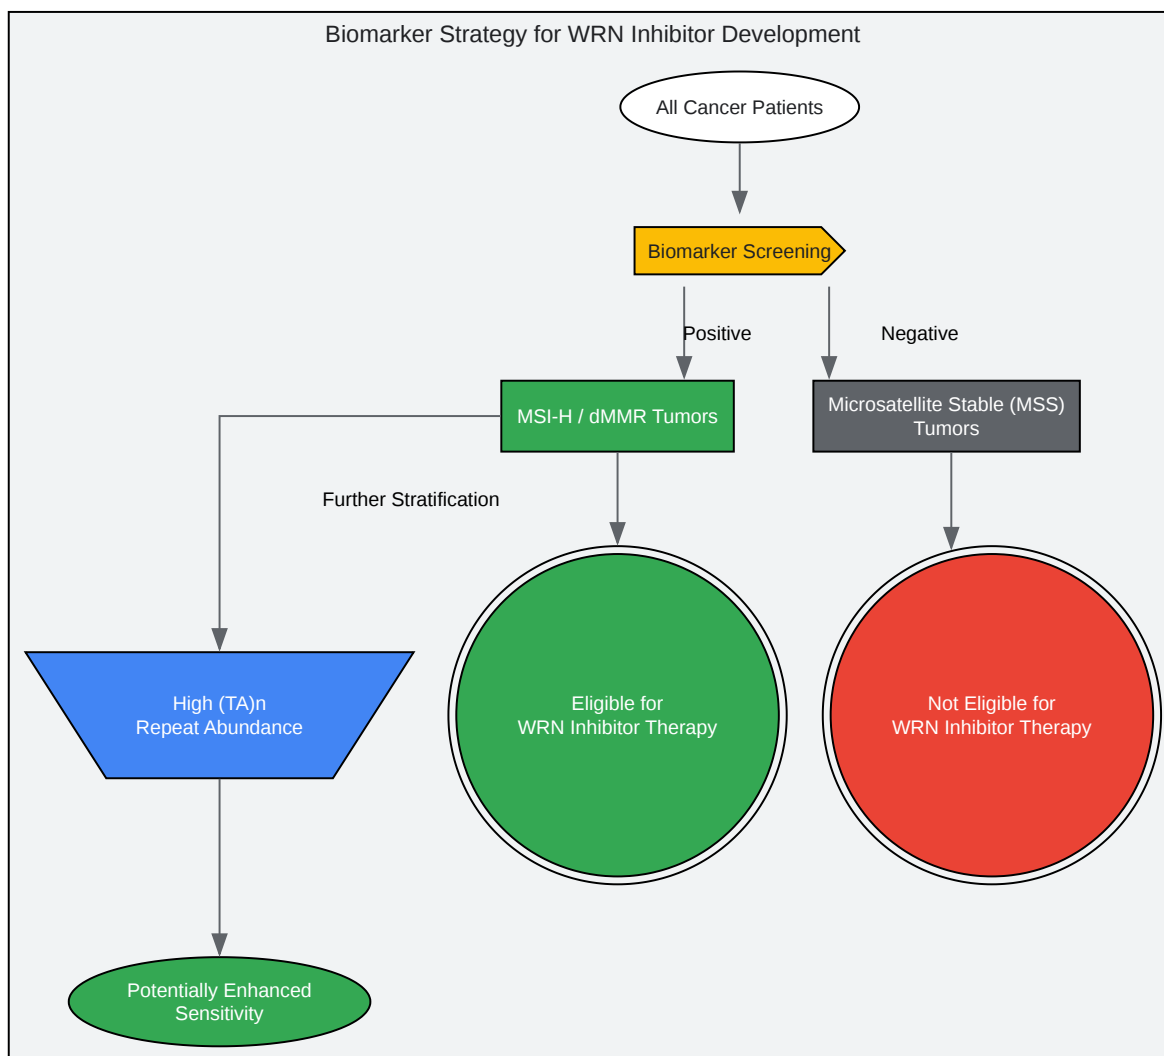 Biomarker Strategy for WRN Inhibitor Development
All Cancer Patients
Biomarker Screening
Positive
Negative
MSI-H / dMMR Tumors
Microsatellite Stable (MSS)
Tumors
Further Stratification
High (TA)n
Repeat Abundance
Eligible for
WRN Inhibitor Therapy
Not Eligible for
WRN Inhibitor Therapy
Potentially Enhanced
Sensitivity